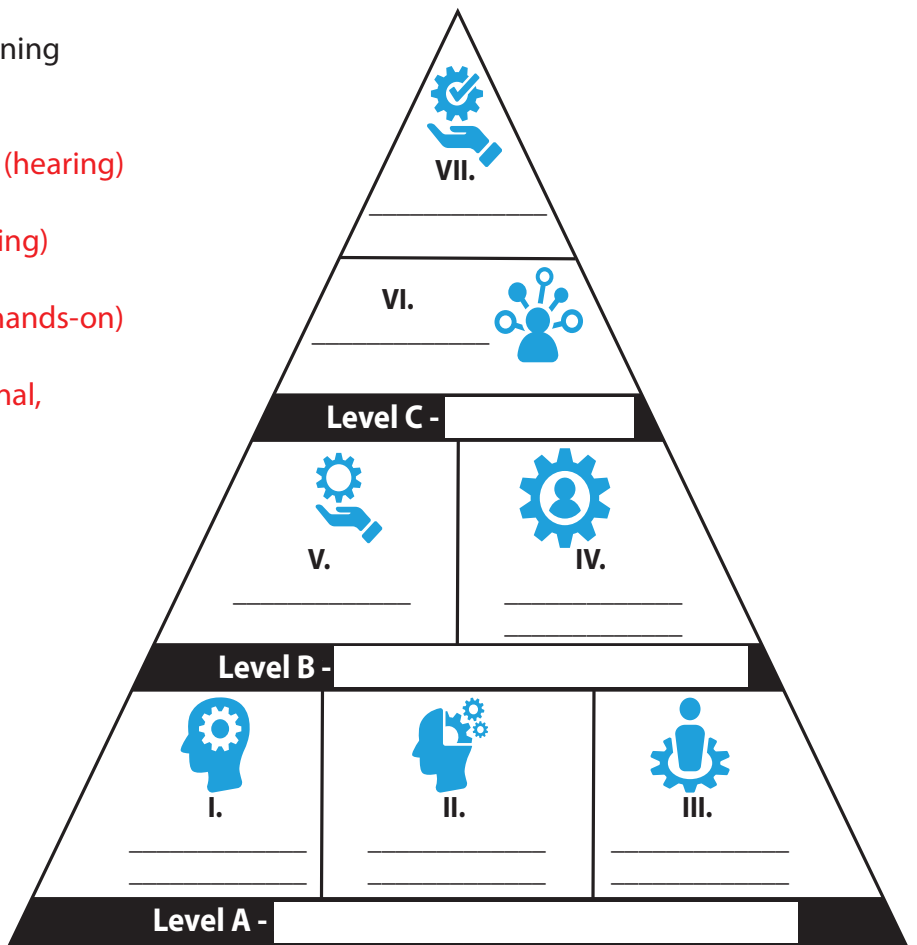 ning
(hearing)
ing)
hands-on)
nal,
VII.
VI.
Level C -
V.
IV.
Level B -
I.
II.
III.
Level A -